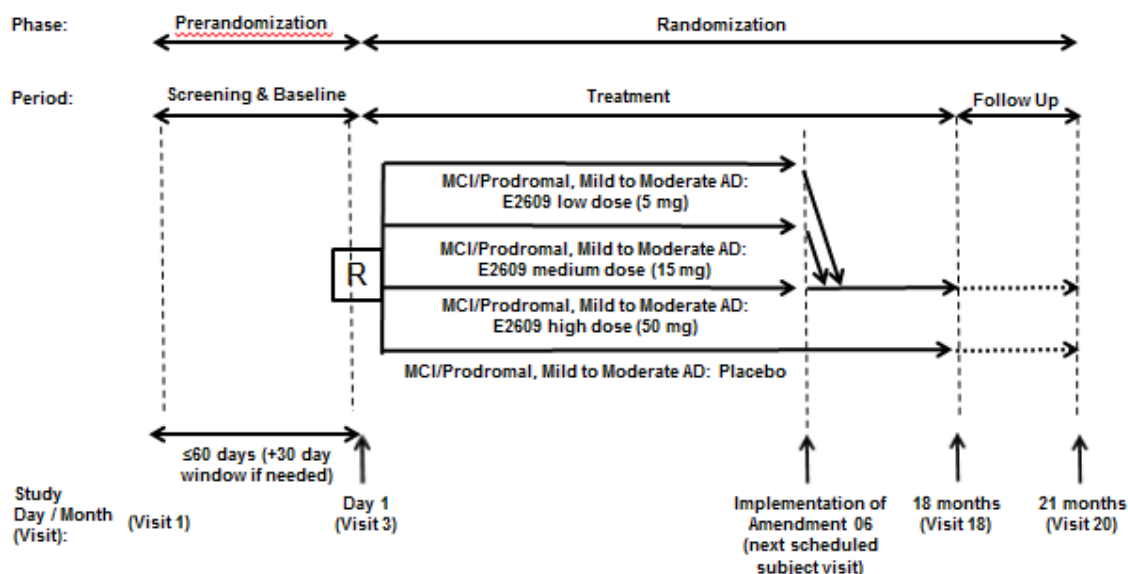 Phase:
Prerandomization
Randomization
Period:
Screening & Baseline
Treatment
Follow Up
MCI/Prodromal, Mild to Moderate AD:
E2609 low dose (5 mg)
MCI/Prodromal, Mild to Moderate AD:
E2609 medium dose (15 mg)
R
MCI/Prodromal, Mild to Moderate AD:
E2609 high dose (50 mg)
MCI/Prodromal, Mild to Moderate AD: Placebo
≤60 days (+30 day
window if needed)
Study
Day / Month
(Visit):
(Visit 1)
Day 1
(Visit 3)
Implementation of
Amendment 06
(next scheduled
subject visit)
18 months
(Visit 18)
21 months
(Visit 20)